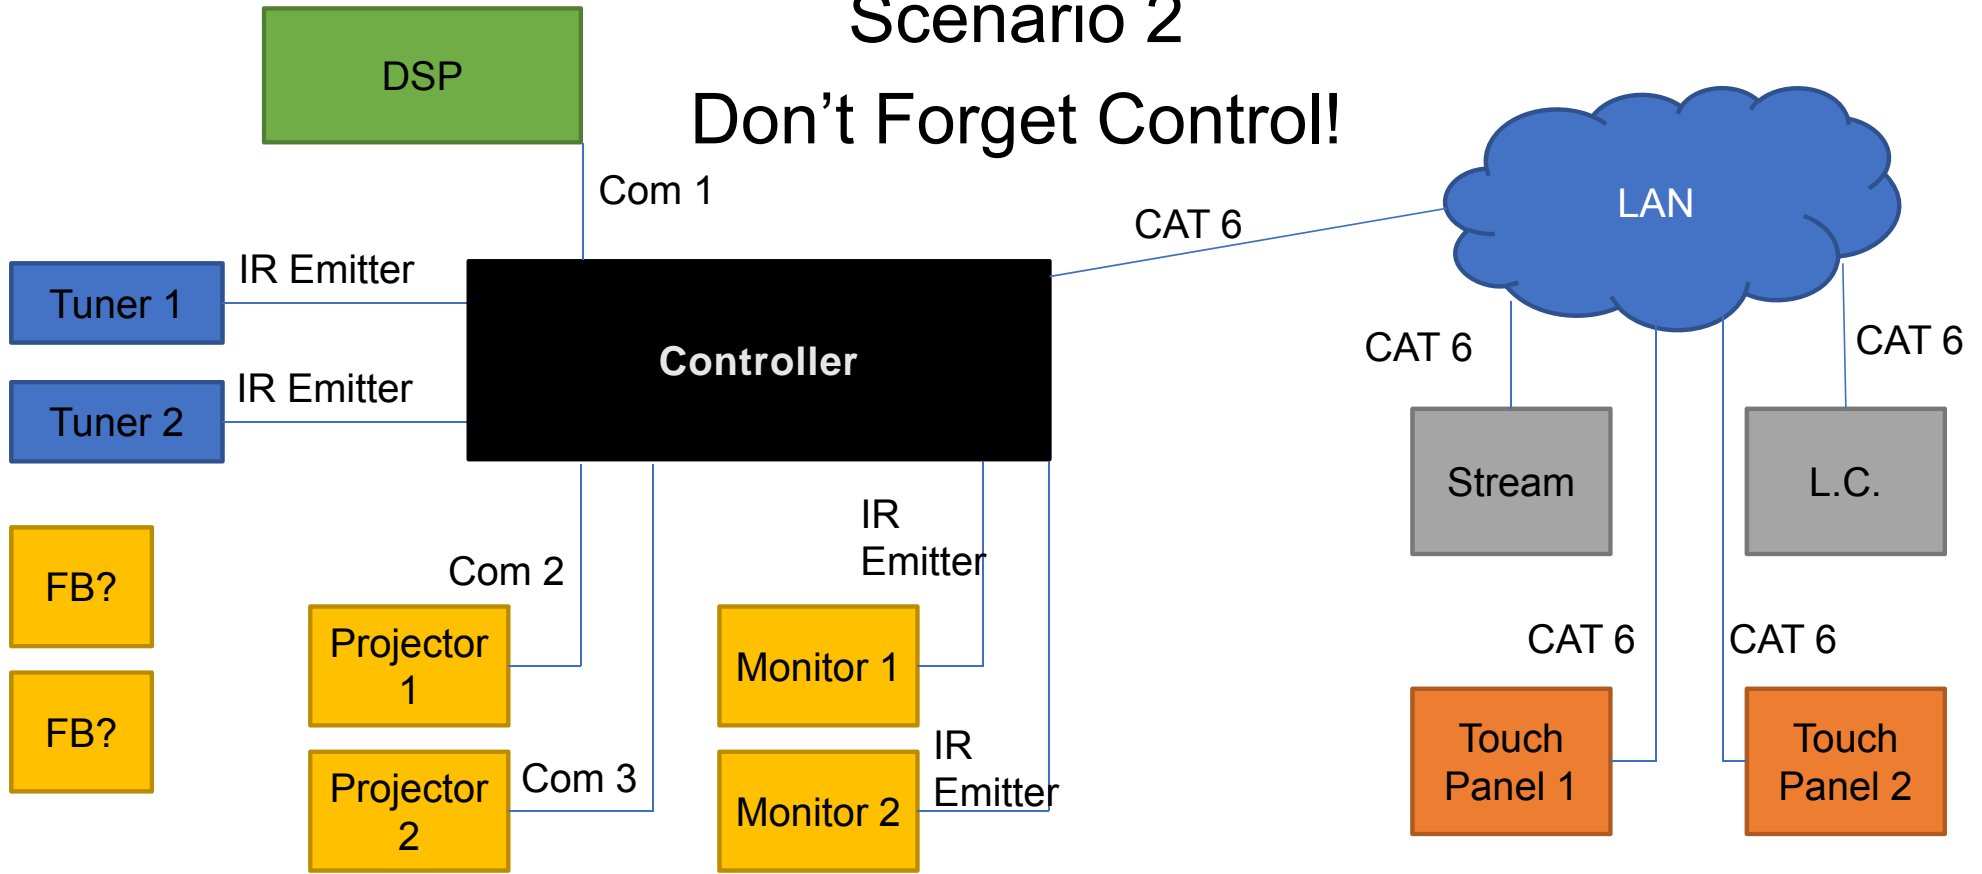 Scenario 2
Don’t Forget Control!
DSP
Com 1
CAT 6
LAN
IR Emitter
Tuner 1
Controller
CAT 6
CAT 6
IR Emitter
Tuner 2
Stream
L.C.
IR
Emitter
FB?
Com 2
Projector
1
Monitor 1
CAT 6
CAT 6
FB?
Com 3
Projector
2
IR
Emitter
Monitor 2
Touch
Panel 1
Touch
Panel 2